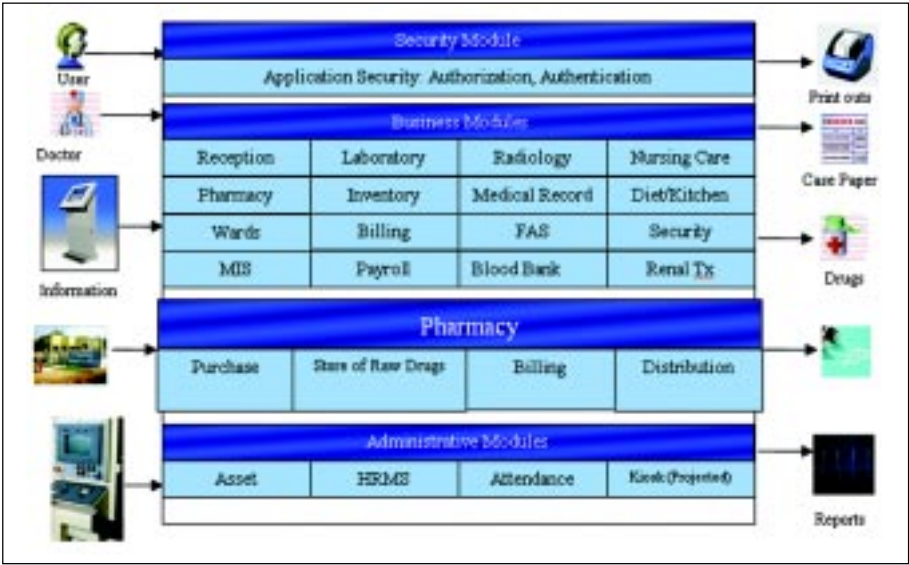 Security Module
Application Security: Authorization, Authentication
User
Print outs
Business Modules
Doctor
Reception Laboratory Radiology Nursing Care
Case Paper
Pharmacy Inventory Medical Record Diet/Kitchen
Wards Billing FAS Security
MIS Payroll Blood Bank Renal Tx
Information
Drugs
Pharmacy
Purchase Store of Raw Drugs Billing Distribution
Administrative Modules
Asset HRMS Attendance Kiosk (Projected)
Reports